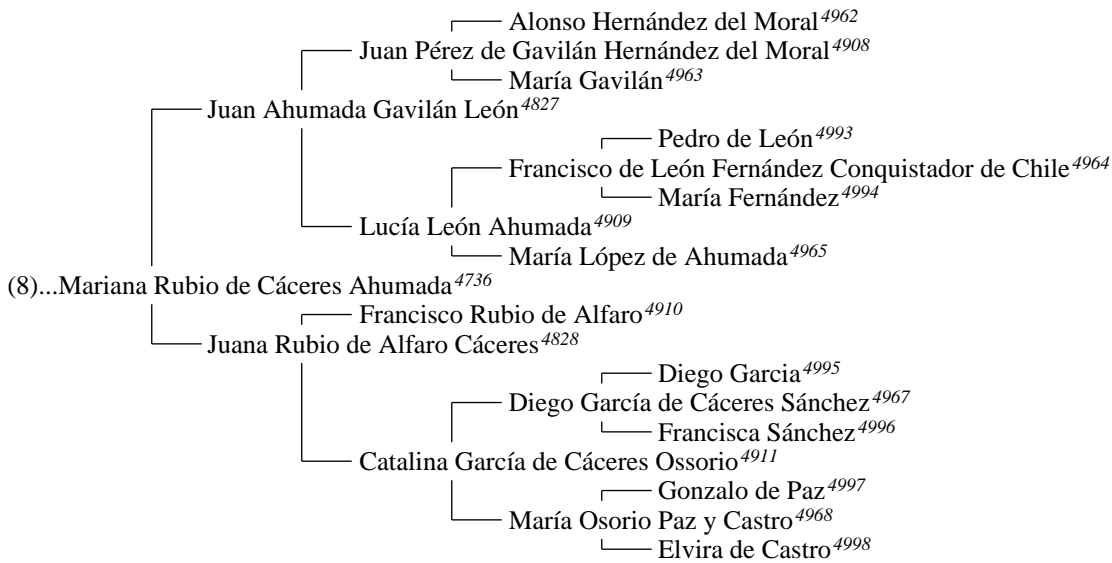 Alonso Hernández del Moral4962
Juan Pérez de Gavilán Hernández del Moral4908
María Gavilán4963
Juan Ahumada Gavilán León4827
Pedro de León4993
Francisco de León Fernández Conquistador de Chile4964
María Fernández4994
Lucía León Ahumada4909
María López de Ahumada4965
(8)...Mariana Rubio de Cáceres Ahumada4736
Francisco Rubio de Alfaro4910
Juana Rubio de Alfaro Cáceres4828
Diego Garcia4995
Diego García de Cáceres Sánchez4967
Francisca Sánchez4996
Catalina García de Cáceres Ossorio4911
Gonzalo de Paz4997
María Osorio Paz y Castro4968
Elvira de Castro4998